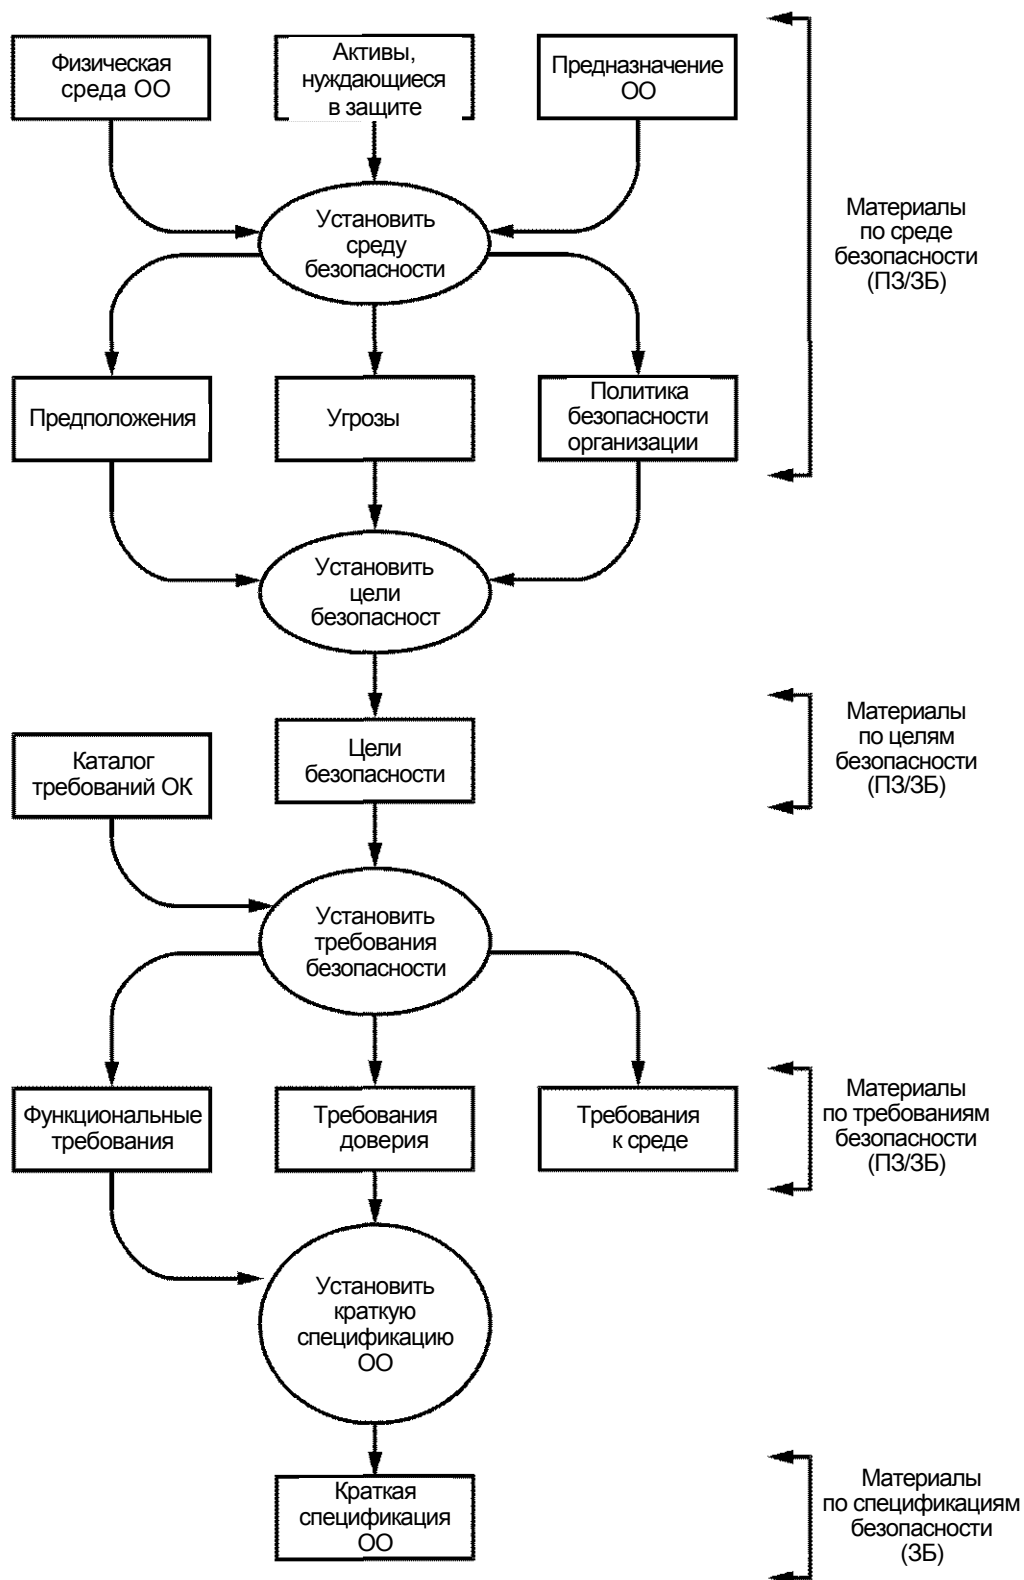 Физическая
среда ОО
Активы,
нуждающиеся
в защите
Предназначение
ОО
Установить
среду
безопасности
Материалы
по среде
безопасности
(ПЗ/ЗБ)
Предположения
Угрозы
Политика
безопасности
организации
Установить
цели
безопасност
Каталог
требований ОК
Цели
безопасности
Материалы
по целям
безопасности
(ПЗ/ЗБ)
Установить
требования
безопасности
Функциональные
требования
Требования
доверия
Требования
к среде
Материалы
по требованиям
безопасности
(ПЗ/ЗБ)
Установить
краткую
спецификацию
ОО
Краткая
спецификация
ОО
Материалы
по спецификациям
безопасности
(ЗБ)